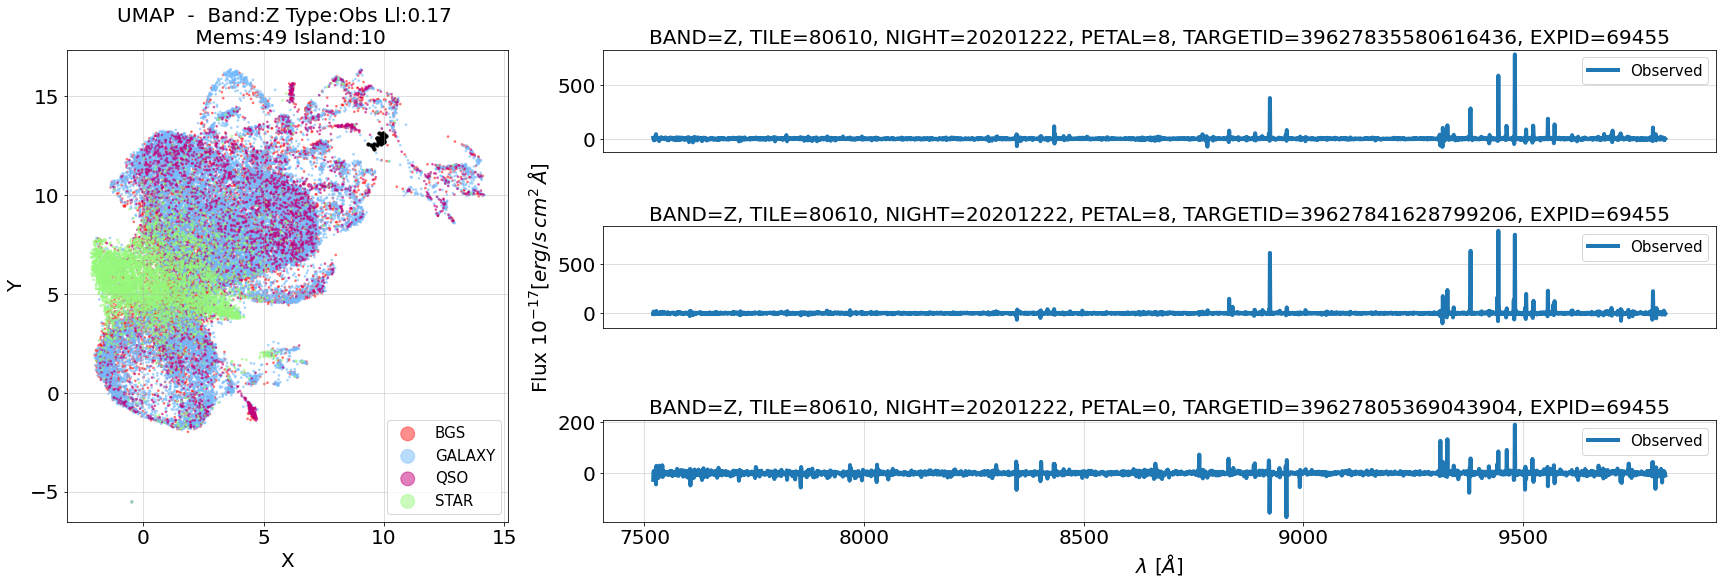 UMAP  -  Band:Z Type:Obs Ll:0.17
Mems:49 Island:10
15
10
5
0
−5
Y
0
5
10
15
X
BGS
GALAXY
QSO
STAR
Flux 10^{-17}[erg/s cm^2 Å]
BAND=Z, TILE=80610, NIGHT=20201222, PETAL=8, TARGETID=39627835580616436, EXPID=69455
500
0
Observed
BAND=Z, TILE=80610, NIGHT=20201222, PETAL=8, TARGETID=39627841628799206, EXPID=69455
500
0
Observed
BAND=Z, TILE=80610, NIGHT=20201222, PETAL=0, TARGETID=39627805369043904, EXPID=69455
200
0
Observed
7500
8000
8500
9000
9500
λ [Å]